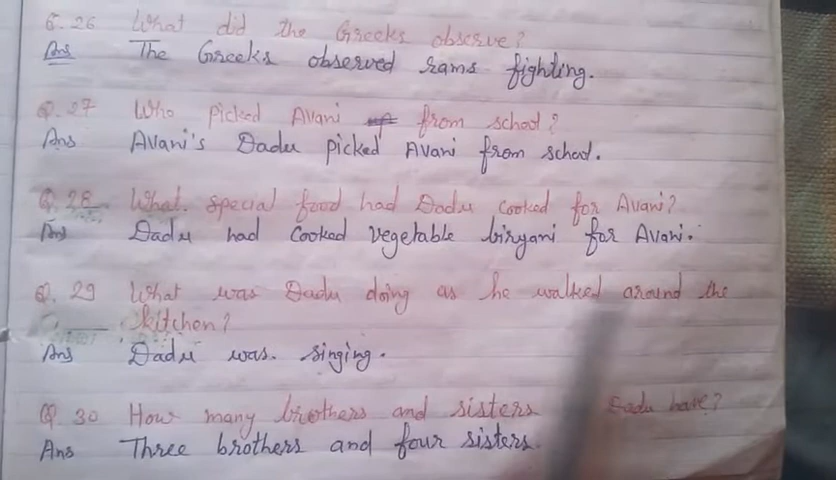 Q.26 What did the Greeks observe?
Ans The Greeks observed rams fighting.
Q.27 Who picked Avani from school?
Ans Avani's Dadu picked Avani from school.
Q.28 What special food had Dadu cooked for Avani?
Ans Dadu had cooked vegetable biryani for Avani.
Q.29 What was Dadu doing as he walked around the
kitchen?
Ans Dadu was singing.
Q.30 How many brothers and sisters Dadu have?
Ans Three brothers and four sisters.